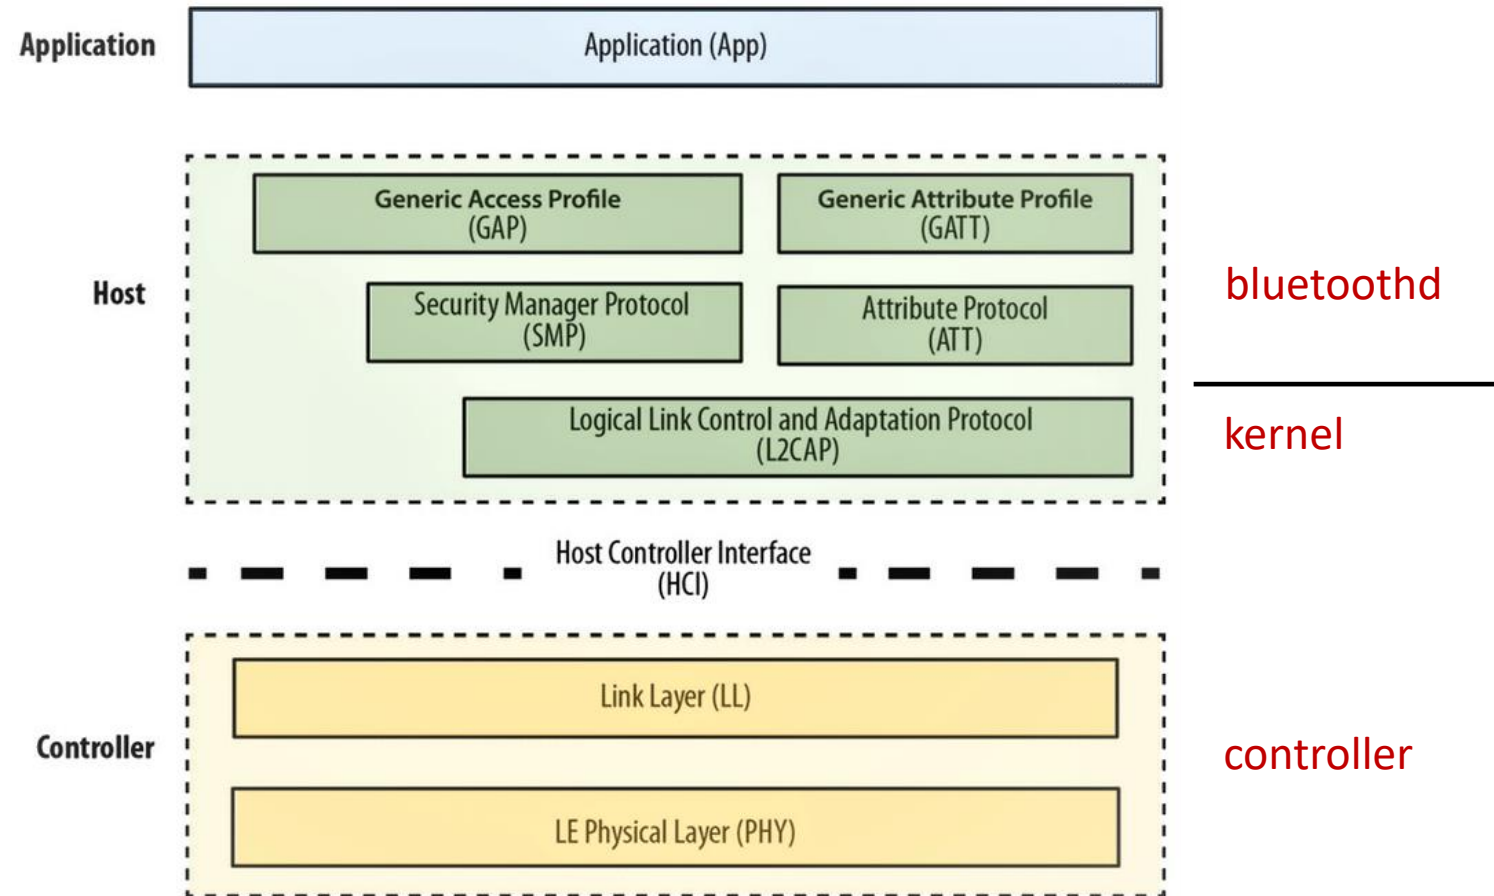 Application
Application (App)
Generic Access Profile
(GAP)
Generic Attribute Profile
(GATT)
Host
Security Manager Protocol
(SMP)
Attribute Protocol
(ATT)
bluetoothd
Logical Link Control and Adaptation Protocol
(L2CAP)
kernel
Host Controller Interface
(HCI)
Link Layer (LL)
Controller
controller
LE Physical Layer (PHY)